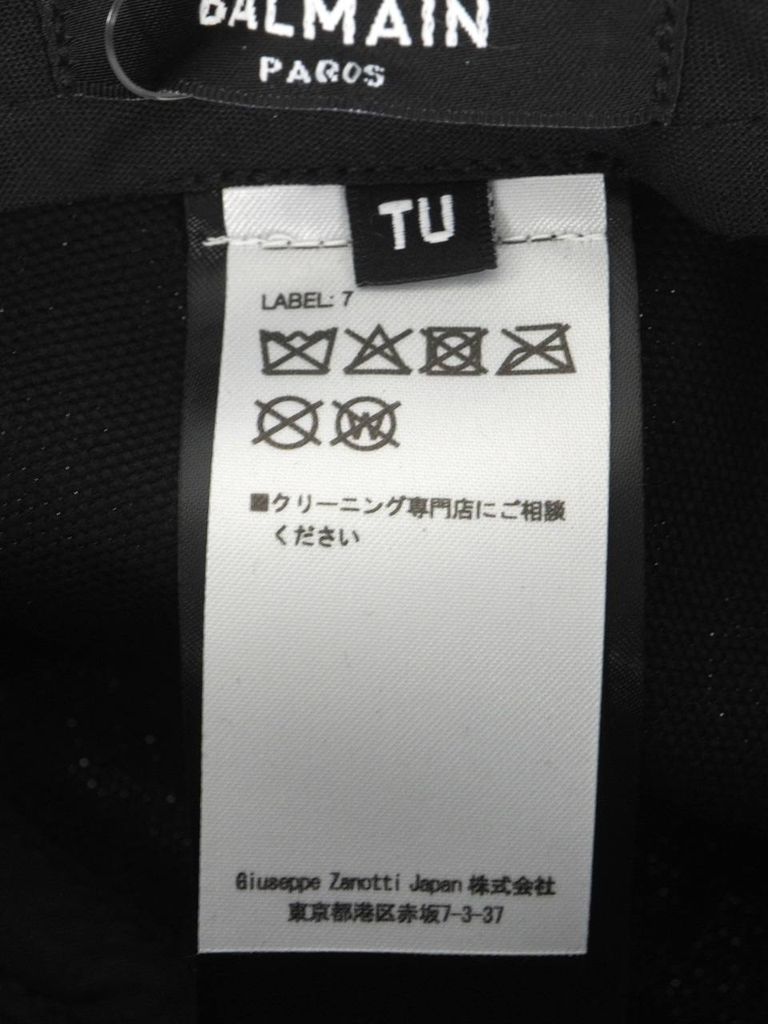 BALMAIN
PARIS
TU
LABEL: 7
W
■クリーニング専門店にご相談
ください
Giuseppe Zanotti Japan 株式会社
東京都港区赤坂7-3-37